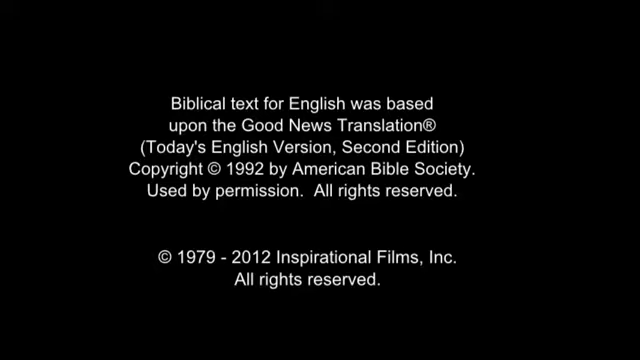 Biblical text for English was based
upon the Good News Translation®
(Today's English Version, Second Edition)
Copyright © 1992 by American Bible Society.
Used by permission.  All rights reserved.
© 1979 - 2012 Inspirational Films, Inc.
All rights reserved.